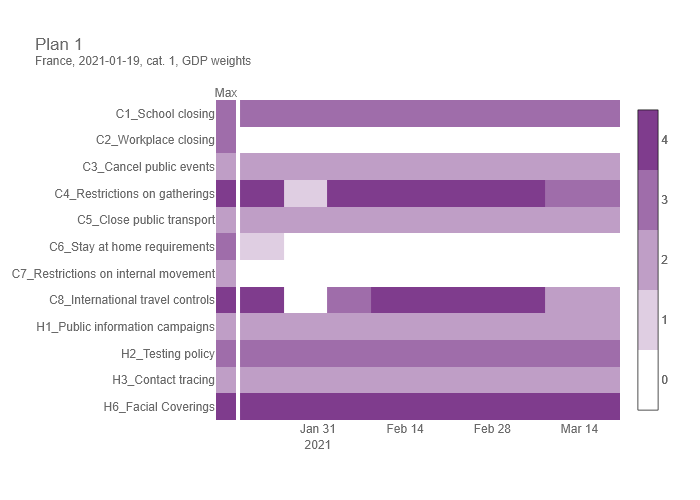 Plan 1
France, 2021-01-19, cat. 1, GDP weights
Max
C1_School closing
C2_Workplace closing
C3_Cancel public events
C4_Restrictions on gatherings
C5_Close public transport
C6_Stay at home requirements
C7_Restrictions on internal movement
C8_International travel controls
H1_Public information campaigns
H2_Testing policy
H3_Contact tracing
H6_Facial Coverings
Jan 31
2021
Feb 14
Feb 28
Mar 14
4
3
2
1
0